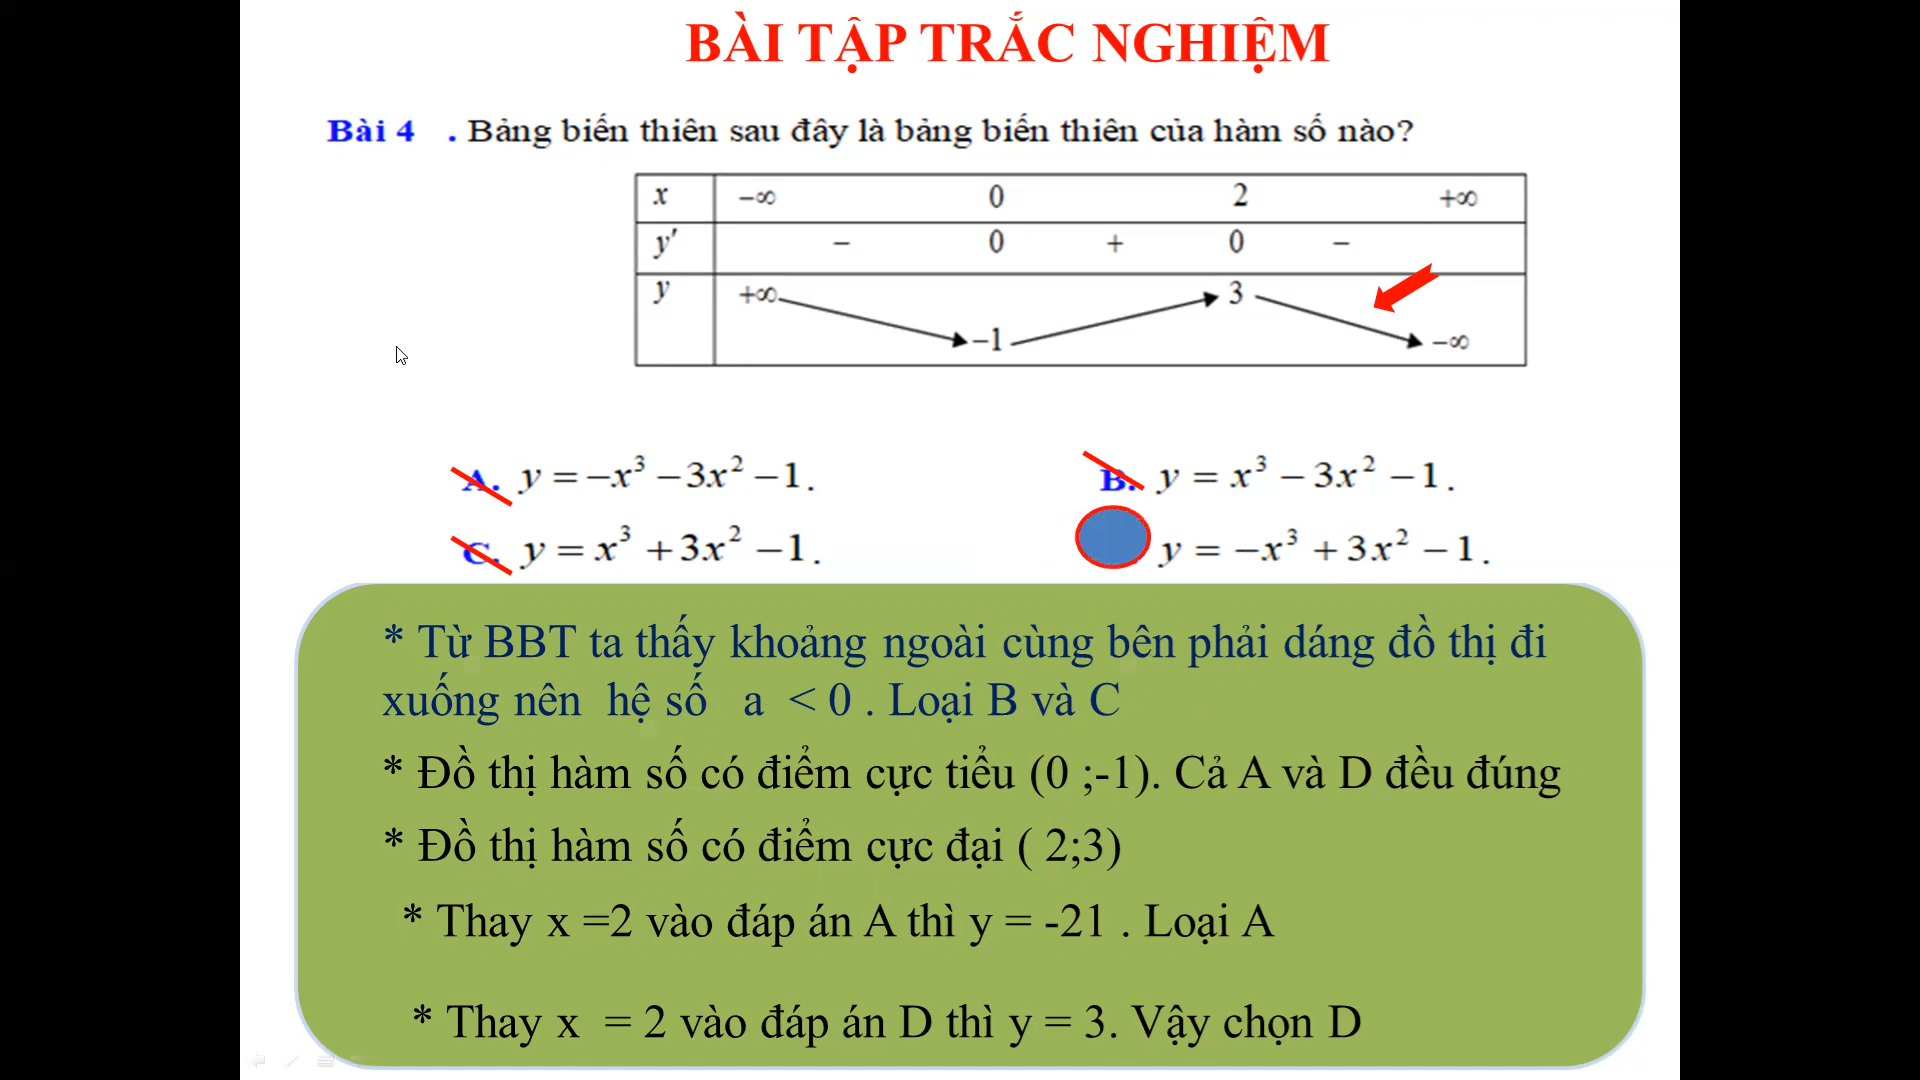 BÀI TẬP TRẮC NGHIỆM
Bài 4 . Bảng biến thiên sau đây là bảng biến thiên của hàm số nào?
x −∞ 0 2 +∞
y′ − 0 + 0 −
y +∞ −1 3 −∞
A. y = −x³ − 3x² − 1. B. y = x³ − 3x² − 1.
C. y = x³ + 3x² − 1. y = −x³ + 3x² − 1.
* Từ BBT ta thấy khoảng ngoài cùng bên phải dáng đồ thị đi
xuống nên hệ số a < 0 . Loại B và C
* Đồ thị hàm số có điểm cực tiểu (0 ;-1). Cả A và D đều đúng
* Đồ thị hàm số có điểm cực đại ( 2;3)
* Thay x =2 vào đáp án A thì y = -21 . Loại A
* Thay x = 2 vào đáp án D thì y = 3. Vậy chọn D